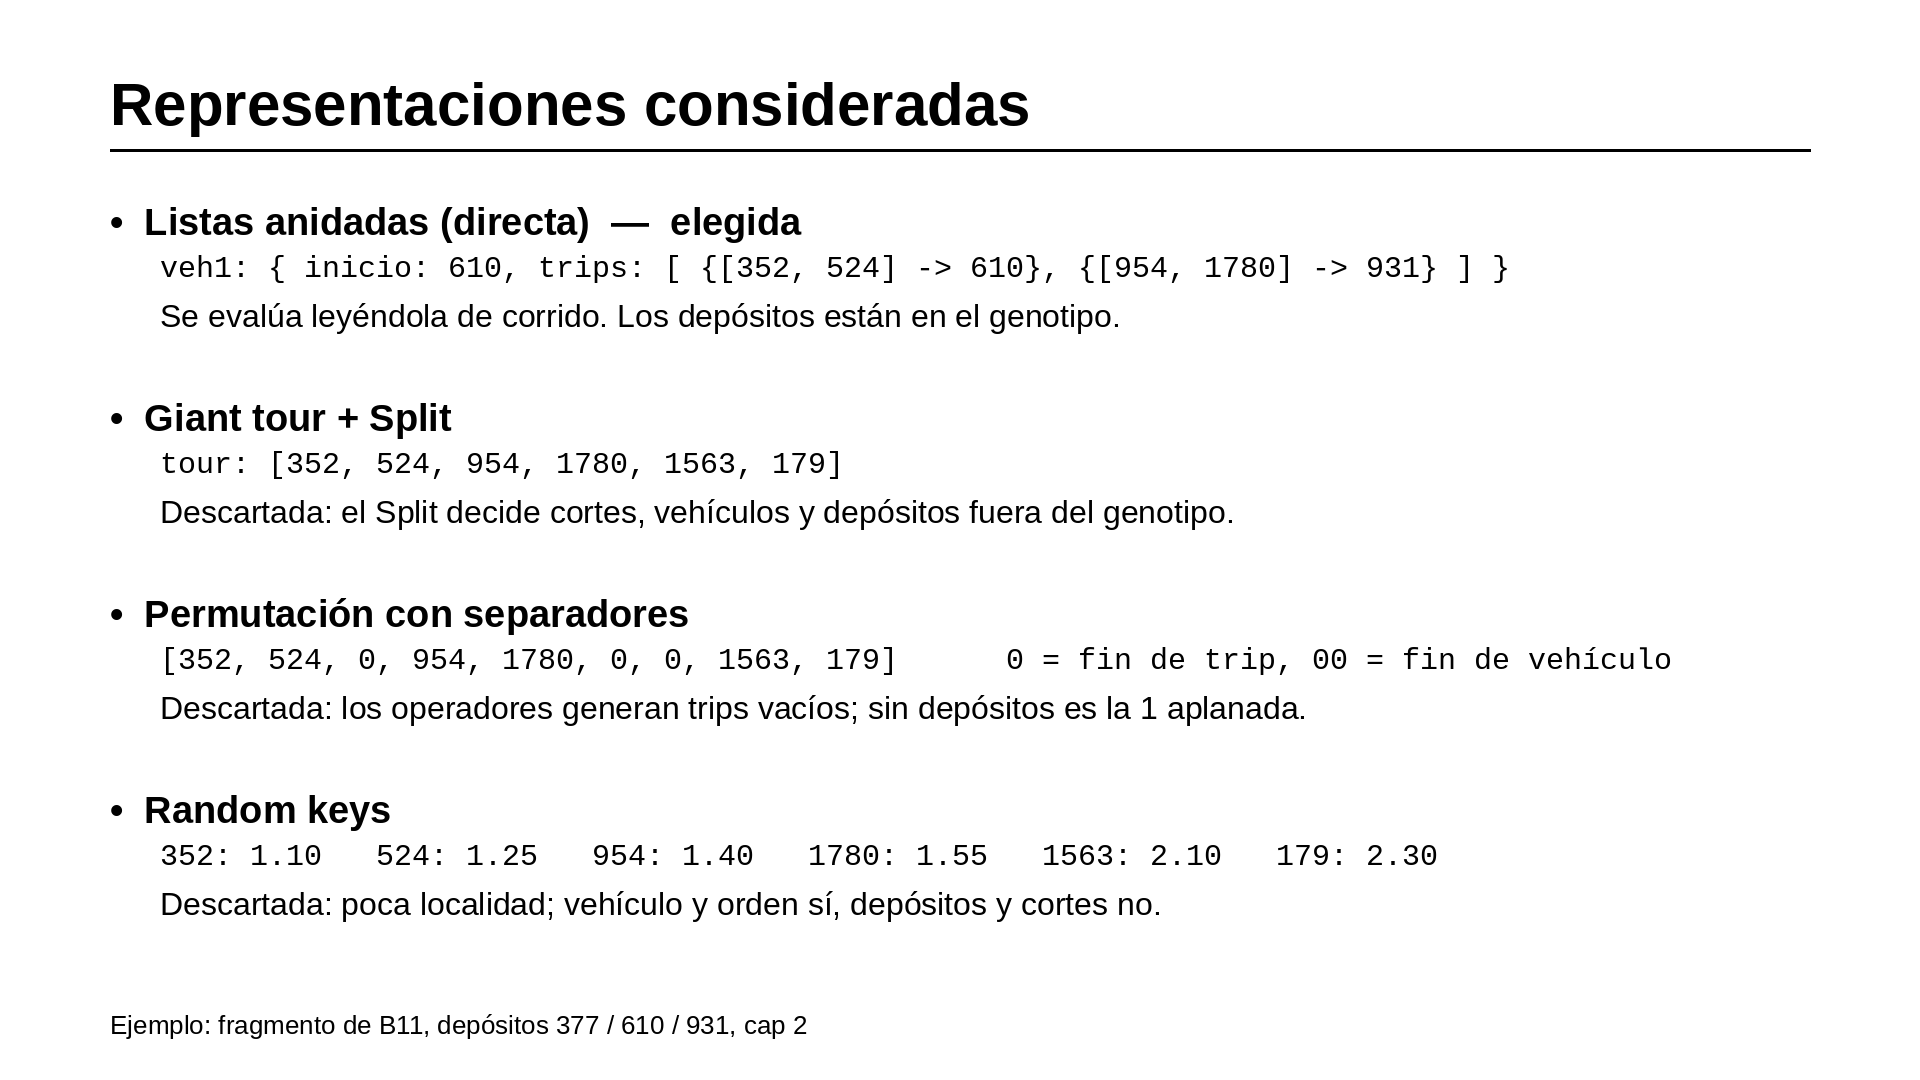 Representaciones consideradas
• Listas anidadas (directa) — elegida
veh1: { inicio: 610, trips: [ {[352, 524] -> 610}, {[954, 1780] -> 931} ] }
Se evalúa leyéndola de corrido. Los depósitos están en el genotipo.
• Giant tour + Split
tour: [352, 524, 954, 1780, 1563, 179]
Descartada: el Split decide cortes, vehículos y depósitos fuera del genotipo.
• Permutación con separadores
[352, 524, 0, 954, 1780, 0, 0, 1563, 179]      0 = fin de trip, 00 = fin de vehículo
Descartada: los operadores generan trips vacíos; sin depósitos es la 1 aplanada.
• Random keys
352: 1.10   524: 1.25   954: 1.40   1780: 1.55   1563: 2.10   179: 2.30
Descartada: poca localidad; vehículo y orden sí, depósitos y cortes no.
Ejemplo: fragmento de B11, depósitos 377 / 610 / 931, cap 2